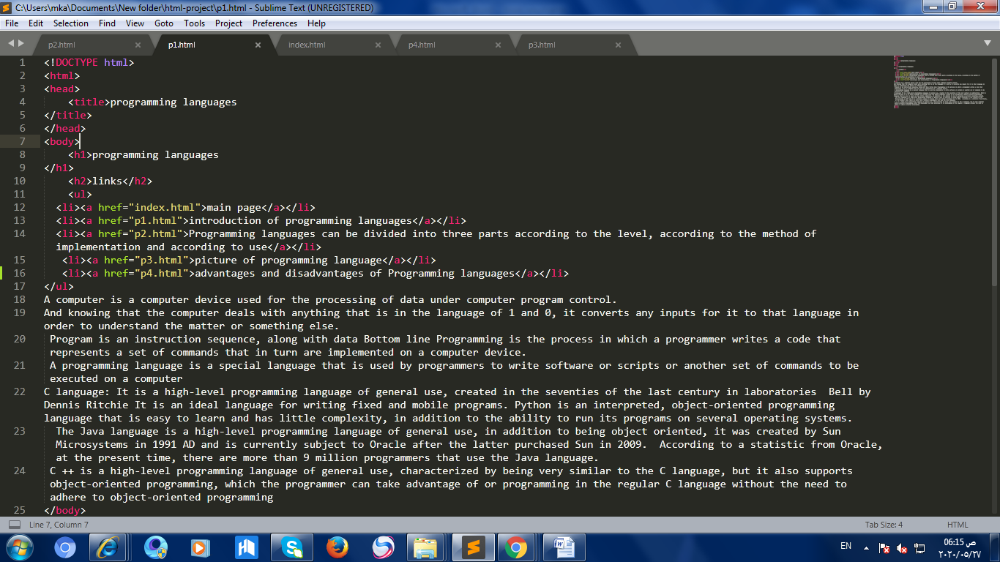 C:\Users\mka\Documents\New folder\html-project\p1.html - Sublime Text (UNREGISTERED)
File Edit Selection Find View Goto Tools Project Preferences Help
p2.html p1.html index.html p4.html p3.html
1 <!DOCTYPE html>
2 <html>
3 <head>
4 <title>programming languages
5 </title>
6 </head>
7 <body>
8 <h1>programming languages
9 </h1>
10 <h2>links</h2>
11 <ul>
12 <li><a href="index.html">main page</a></li>
13 <li><a href="p1.html">introduction of programming languages</a></li>
14 <li><a href="p2.html">Programming languages can be divided into three parts according to the level, according to the method of
implementation and according to use</a></li>
15 <li><a href="p3.html">picture of programming language</a></li>
16 <li><a href="p4.html">advantages and disadvantages of Programming languages</a></li>
17 </ul>
18 A computer is a computer device used for the processing of data under computer program control.
19 And knowing that the computer deals with anything that is in the language of 1 and 0, it converts any inputs for it to that language in
order to understand the matter or something else.
20 Program is an instruction sequence, along with data Bottom line Programming is the process in which a programmer writes a code that
represents a set of commands that in turn are implemented on a computer device.
21 A programming language is a special language that is used by programmers to write software or scripts or another set of commands to be
executed on a computer
22 C language: It is a high-level programming language of general use, created in the seventies of the last century in laboratories  Bell by
Dennis Ritchie It is an ideal language for writing fixed and mobile programs. Python is an interpreted, object-oriented programming
language that is easy to learn and has little complexity, in addition to the ability to run its programs on several operating systems.
23 The Java language is a high-level programming language of general use, in addition to being object oriented, it was created by Sun
Microsystems in 1991 AD and is currently subject to Oracle after the latter purchased Sun in 2009.  According to a statistic from Oracle,
at the present time, there are more than 9 million programmers that use the Java language.
24 C ++ is a high-level programming language of general use, characterized by being very similar to the C language, but it also supports
object-oriented programming, which the programmer can take advantage of or programming in the regular C language without the need to
adhere to object-oriented programming
25 </body>
Line 7, Column 7 Tab Size: 4 HTML
EN 06:15 ص
٢٠٢٠/٠٥/٢٧